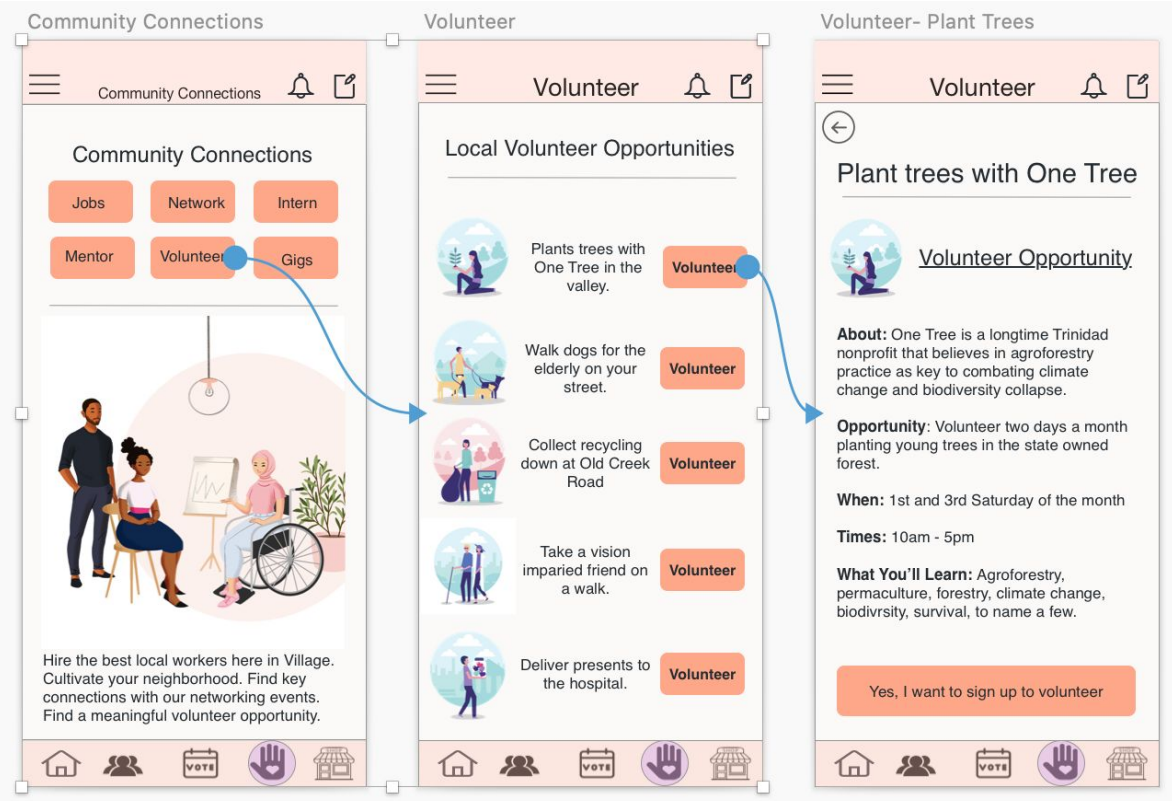 Community Connections
Community Connections
Community Connections
Jobs
Network
Intern
Mentor
Volunteer
Gigs
Hire the best local workers here in Village.
Cultivate your neighborhood. Find key
connections with our networking events.
Find a meaningful volunteer opportunity.
VOTE
Volunteer
Volunteer
Local Volunteer Opportunities
Plants trees with
One Tree in the
valley.
Volunteer
Walk dogs for the
elderly on your
street.
Volunteer
Collect recycling
down at Old Creek
Road
Volunteer
Take a vision
imparied friend on
a walk.
Volunteer
Deliver presents to
the hospital.
Volunteer
VOTE
Volunteer- Plant Trees
Volunteer
Plant trees with One Tree
Volunteer Opportunity
About: One Tree is a longtime Trinidad
nonprofit that believes in agroforestry
practice as key to combating climate
change and biodiversity collapse.
Opportunity: Volunteer two days a month
planting young trees in the state owned
forest.
When: 1st and 3rd Saturday of the month
Times: 10am - 5pm
What You'll Learn: Agroforestry,
permaculture, forestry, climate change,
biodivrsity, survival, to name a few.
Yes, I want to sign up to volunteer
VOTE